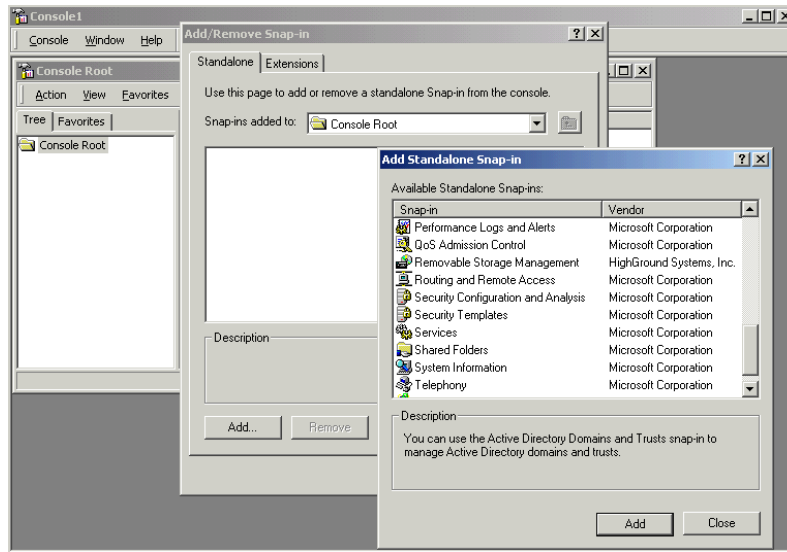 Console1
Console Window Help
Console Root
Action View Favorites
Tree Favorites
Console Root
Add/Remove Snap-in
Standalone Extensions
Use this page to add or remove a standalone Snap-in from the console.
Snap-ins added to: Console Root
Description
Add... Remove
Add Standalone Snap-in
Available Standalone Snap-ins:
Snap-in Vendor
Performance Logs and Alerts Microsoft Corporation
QoS Admission Control Microsoft Corporation
Removable Storage Management HighGround Systems, Inc.
Routing and Remote Access Microsoft Corporation
Security Configuration and Analysis Microsoft Corporation
Security Templates Microsoft Corporation
Services Microsoft Corporation
Shared Folders Microsoft Corporation
System Information Microsoft Corporation
Telephony Microsoft Corporation
Description
You can use the Active Directory Domains and Trusts snap-in to
manage Active Directory domains and trusts.
Add Close